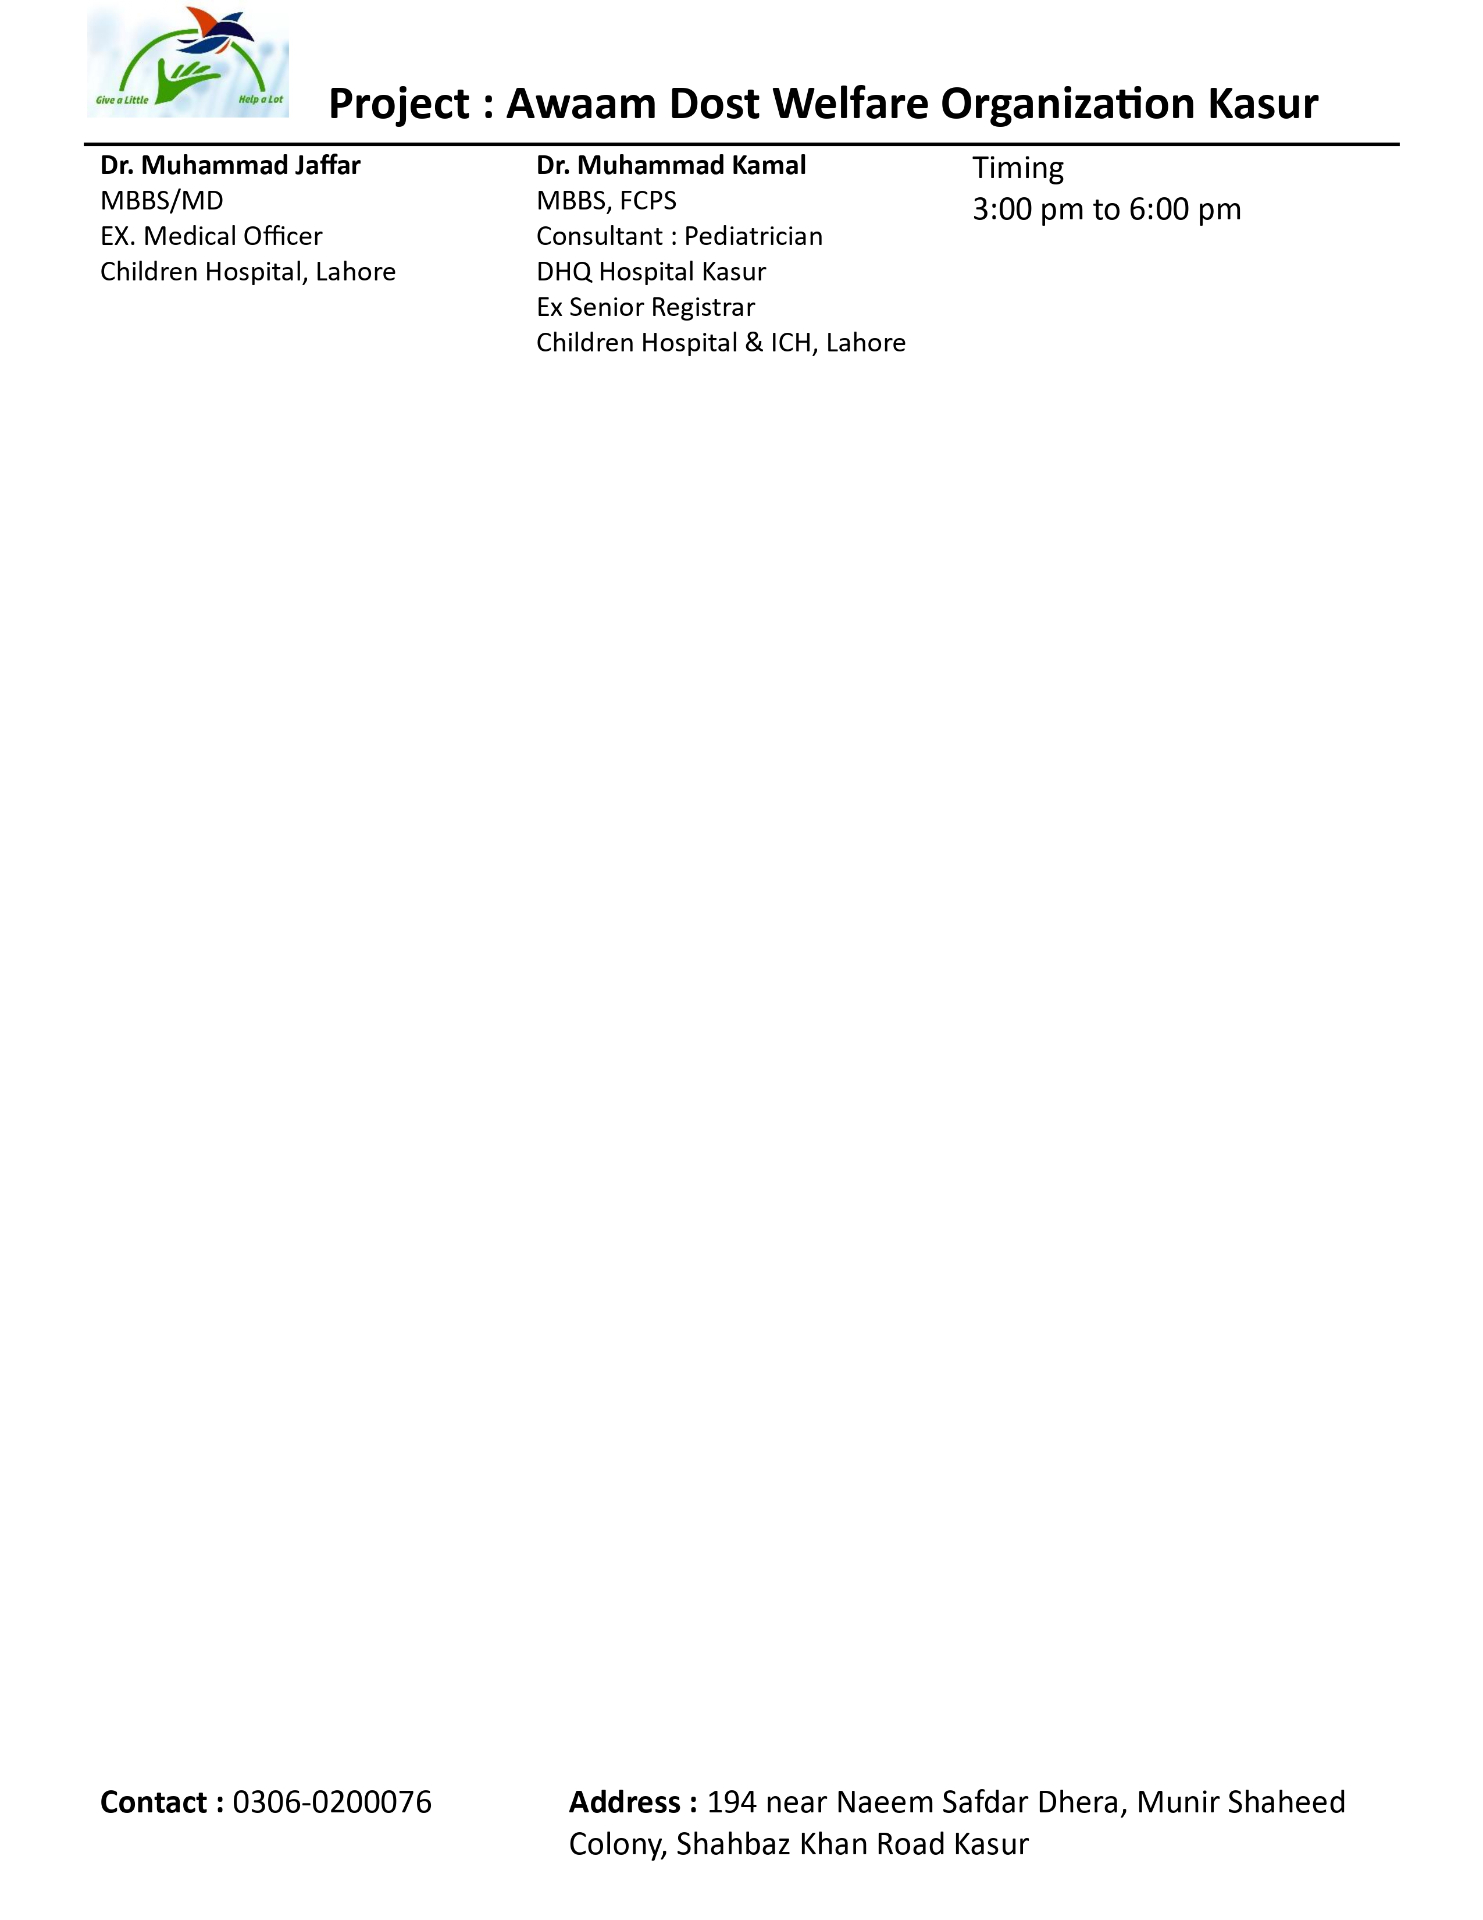 Give a Little
Help a Lot
Project : Awaam Dost Welfare Organization Kasur
Dr. Muhammad Jaffar
MBBS/MD
EX. Medical Officer
Children Hospital, Lahore
Dr. Muhammad Kamal
MBBS, FCPS
Consultant : Pediatrician
DHQ Hospital Kasur
Ex Senior Registrar
Children Hospital & ICH, Lahore
Timing
3:00 pm to 6:00 pm
Contact : 0306-0200076
Address : 194 near Naeem Safdar Dhera, Munir Shaheed
Colony, Shahbaz Khan Road Kasur